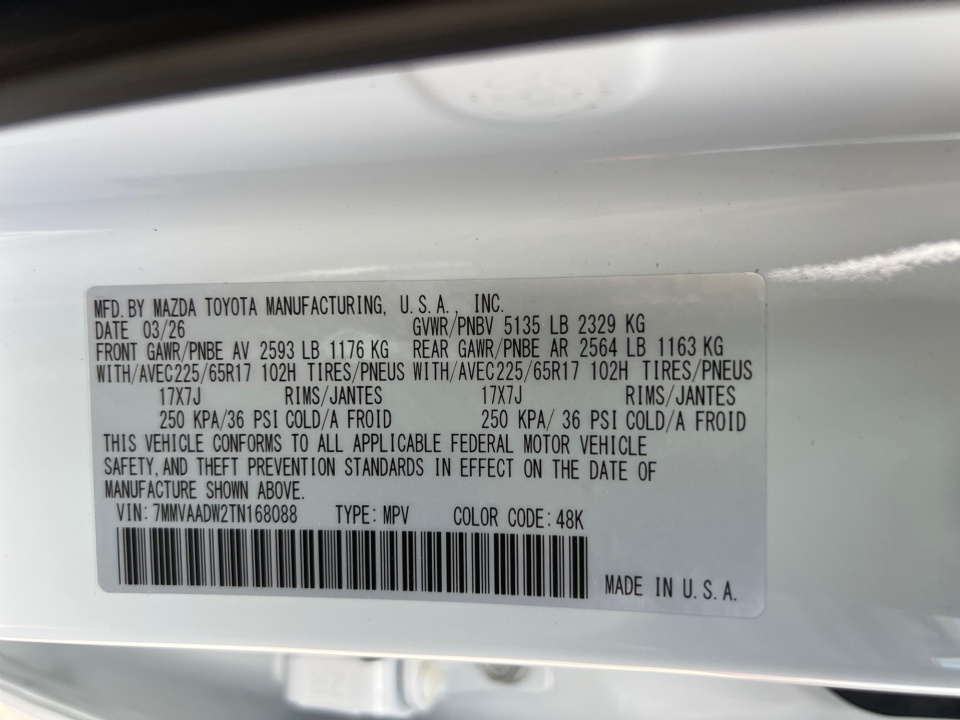 MFD. BY MAZDA TOYOTA MANUFACTURING, U.S.A., INC.
DATE 03/26 GVWR/PNBV 5135 LB 2329 KG
FRONT GAWR/PNBE AV 2593 LB 1176 KG REAR GAWR/PNBE AR 2564 LB 1163 KG
WITH/AVEC225/65R17 102H TIRES/PNEUS WITH/AVEC225/65R17 102H TIRES/PNEUS
17X7J RIMS/JANTES 17X7J RIMS/JANTES
250 KPA/36 PSI COLD/A FROID 250 KPA/ 36 PSI COLD/A FROID
THIS VEHICLE CONFORMS TO ALL APPLICABLE FEDERAL MOTOR VEHICLE
SAFETY, AND THEFT PREVENTION STANDARDS IN EFFECT ON THE DATE OF
MANUFACTURE SHOWN ABOVE.
VIN: 7MMVAADW2TN168088 TYPE: MPV COLOR CODE: 48K
MADE IN U.S.A.